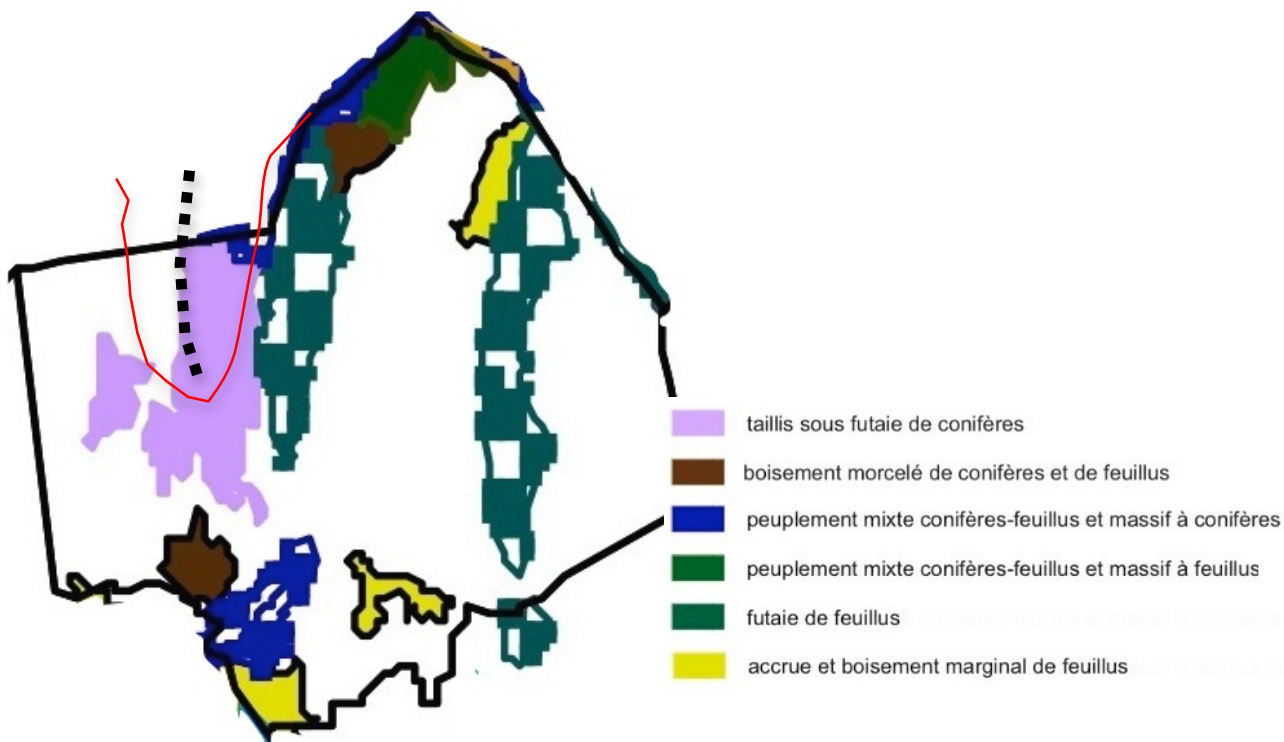 taillis sous futaie de conifères
boisement morcelé de conifères et de feuillus
peuplement mixte conifères-feuillus et massif à conifères
peuplement mixte conifères-feuillus et massif à feuillus
futaie de feuillus
accrue et boisement marginal de feuillus